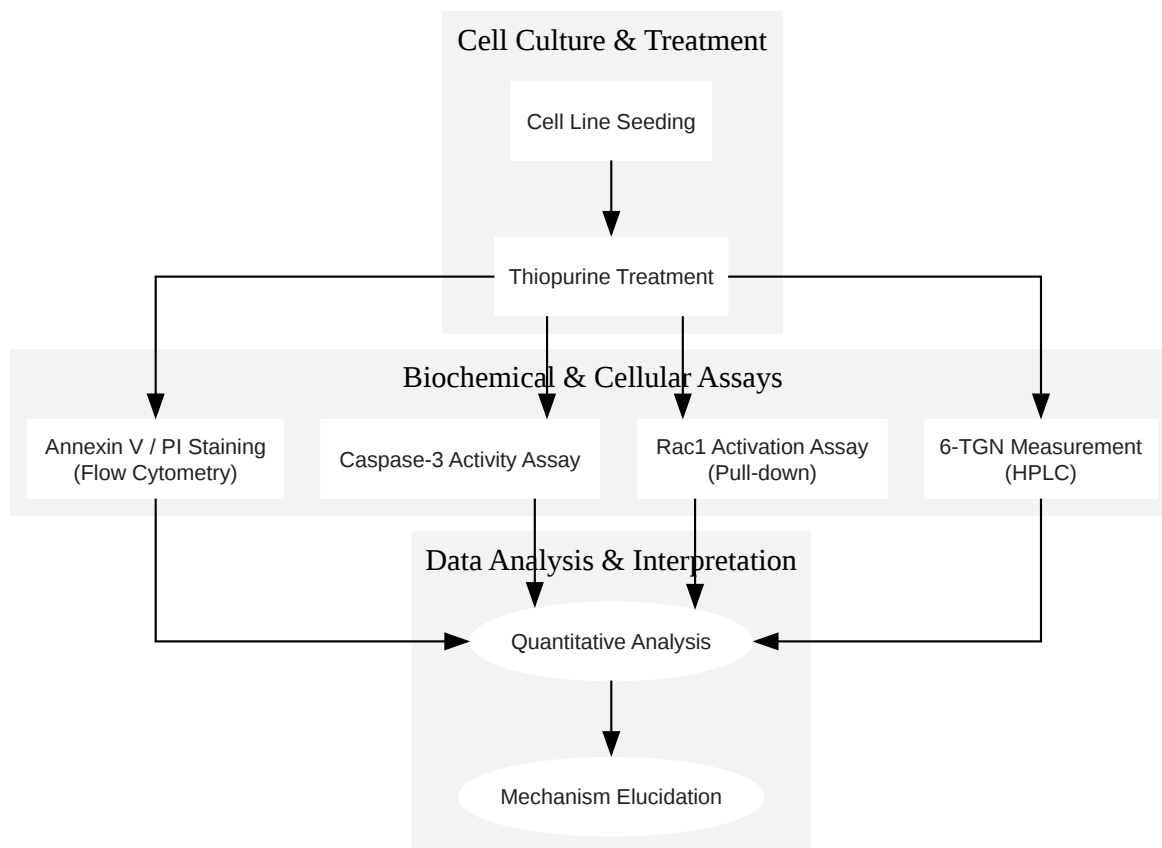 Cell Culture & Treatment
Cell Line Seeding
Thiopurine Treatment
Biochemical & Cellular Assays
Annexin V / PI Staining
(Flow Cytometry)
Caspase-3 Activity Assay
Rac1 Activation Assay
(Pull-down)
6-TGN Measurement
(HPLC)
Data Analysis & Interpretation
Quantitative Analysis
Mechanism Elucidation